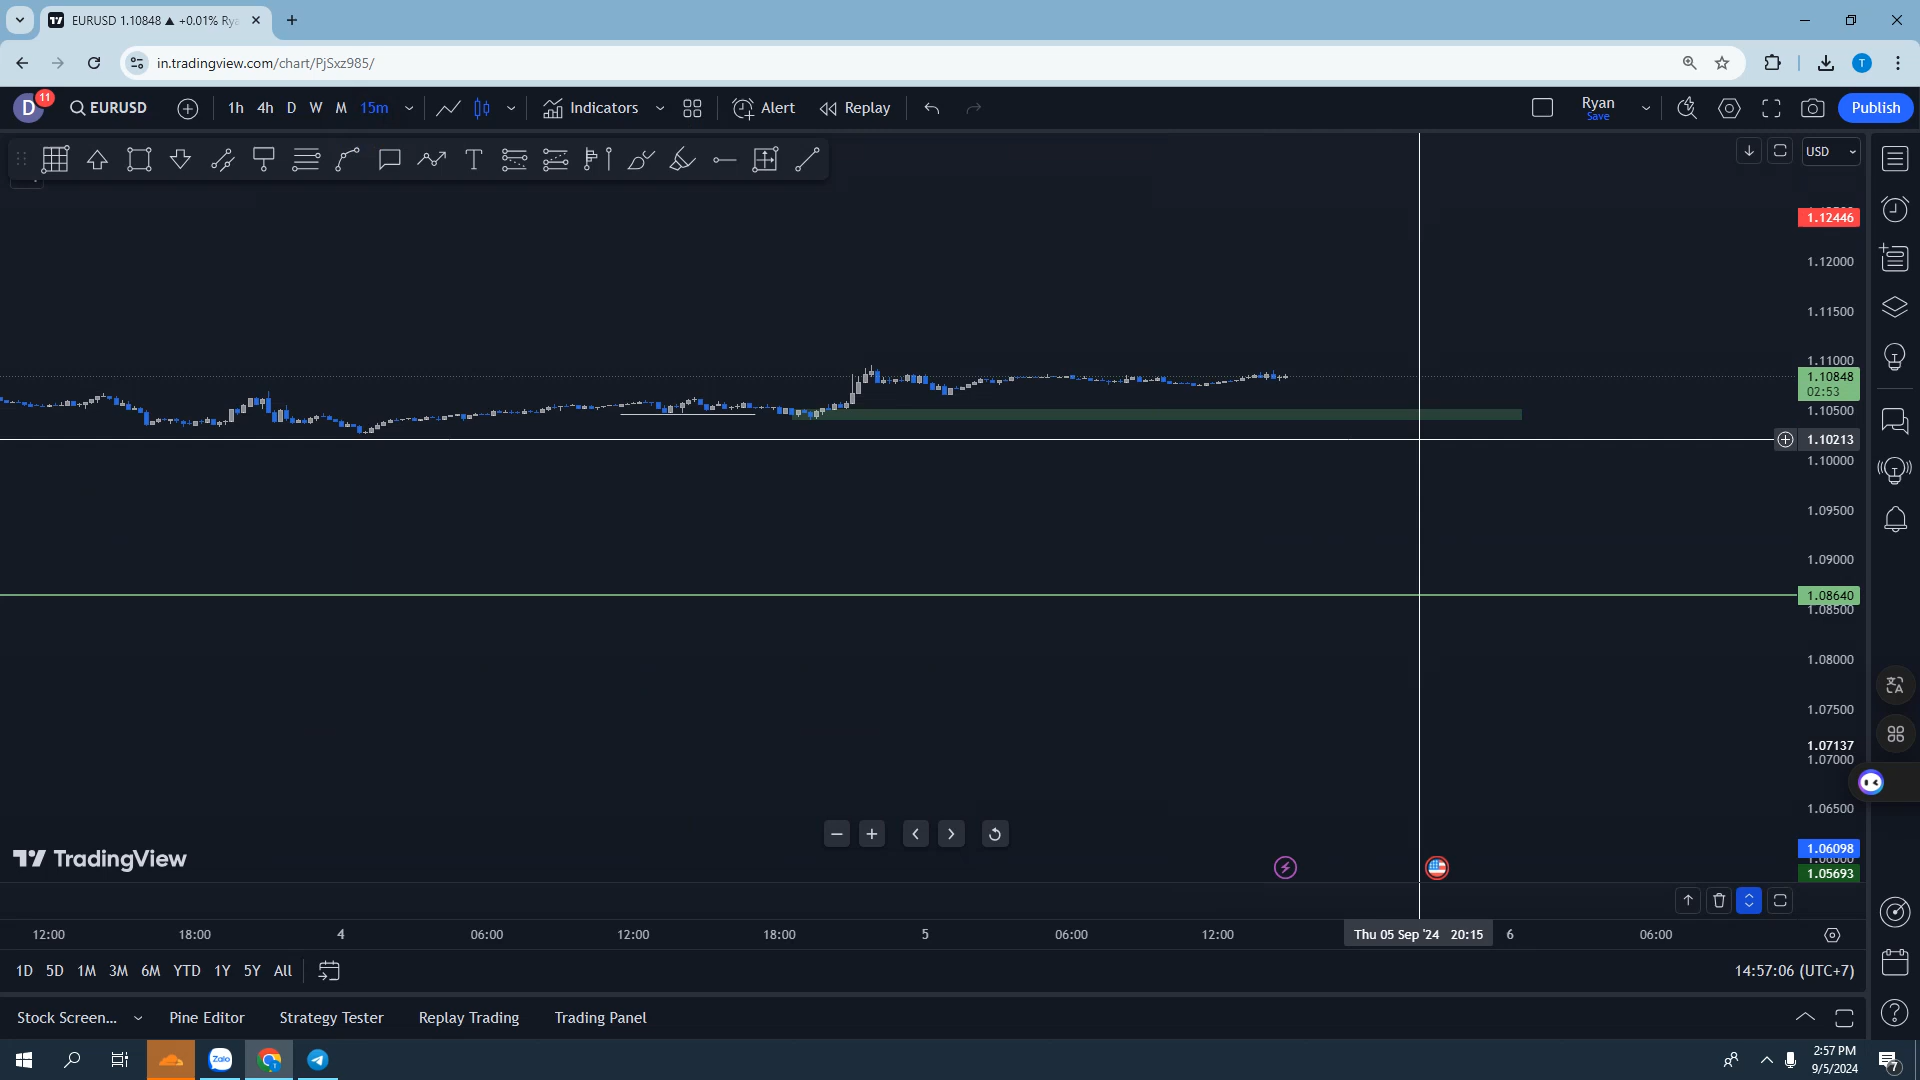 EURUSD 1.10848 ▲ +0.01% Rya
in.tradingview.com/chart/PjSxz985/
T
D 11 EURUSD 1h 4h D W M 15m Indicators Alert Replay Ryan Save Publish
T
USD
1.12446
1.12000
1.11500
1.11000
1.10848
02:53
1.10500
1.10213
1.10000
1.09500
1.09000
1.08640
1.08500
1.08000
1.07500
1.07137
1.07000
1.06500
1.06098
1.06000
1.05693
TradingView
12:00 18:00 4 06:00 12:00 18:00 5 06:00 12:00 Thu 05 Sep '24 20:15 6 06:00
1D 5D 1M 3M 6M YTD 1Y 5Y All 14:57:06 (UTC+7)
Stock Screen... Pine Editor Strategy Tester Replay Trading Trading Panel
Zalo
2:57 PM
9/5/2024
7